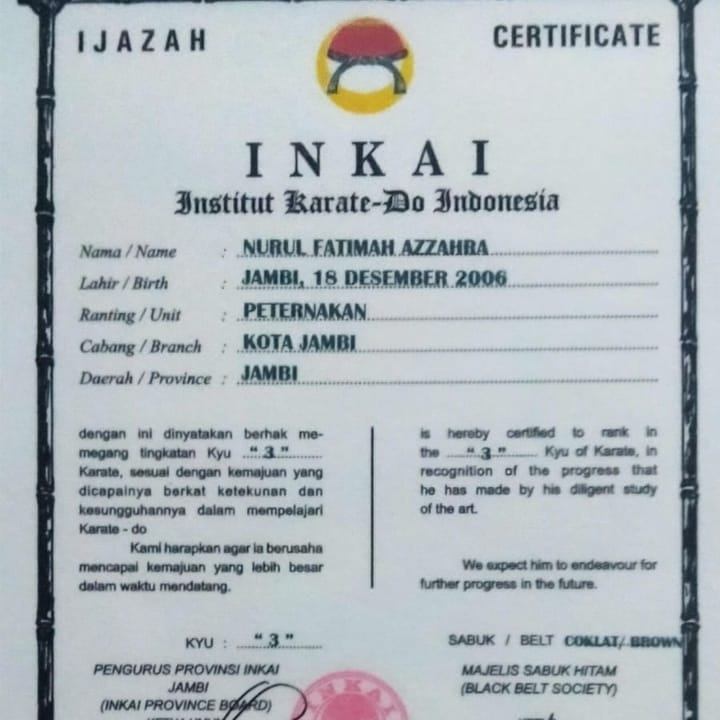 IJAZAH
CERTIFICATE
INKAI
Institut Karate-Do Indonesia
Nama / Name : NURUL FATIMAH AZZAHRA
Lahir / Birth : JAMBI, 18 DESEMBER 2006
Ranting / Unit : PETERNAKAN
Cabang / Branch : KOTA JAMBI
Daerah / Province : JAMBI
dengan ini dinyatakan berhak me-
megang tingkatan Kyu "3"
Karate, sesuai dengan kemajuan yang
dicapainya berkat ketekunan dan
kesungguhannya dalam mempelajari
Karate - do
Kami harapkan agar ia berusaha
mencapai kemajuan yang lebih besar
dalam waktu mendatang.
is hereby certified to rank in
the "3" Kyu of Karate, in
recognition of the progress that
he has made by his diligent study
of the art.
We expect him to endeavour for
further progress in the future.
KYU : "3"
SABUK / BELT COKLAT/ BROWN
PENGURUS PROVINSI INKAI
JAMBI
(INKAI PROVINCE BOARD)
MAJELIS SABUK HITAM
(BLACK BELT SOCIETY)
INKAI